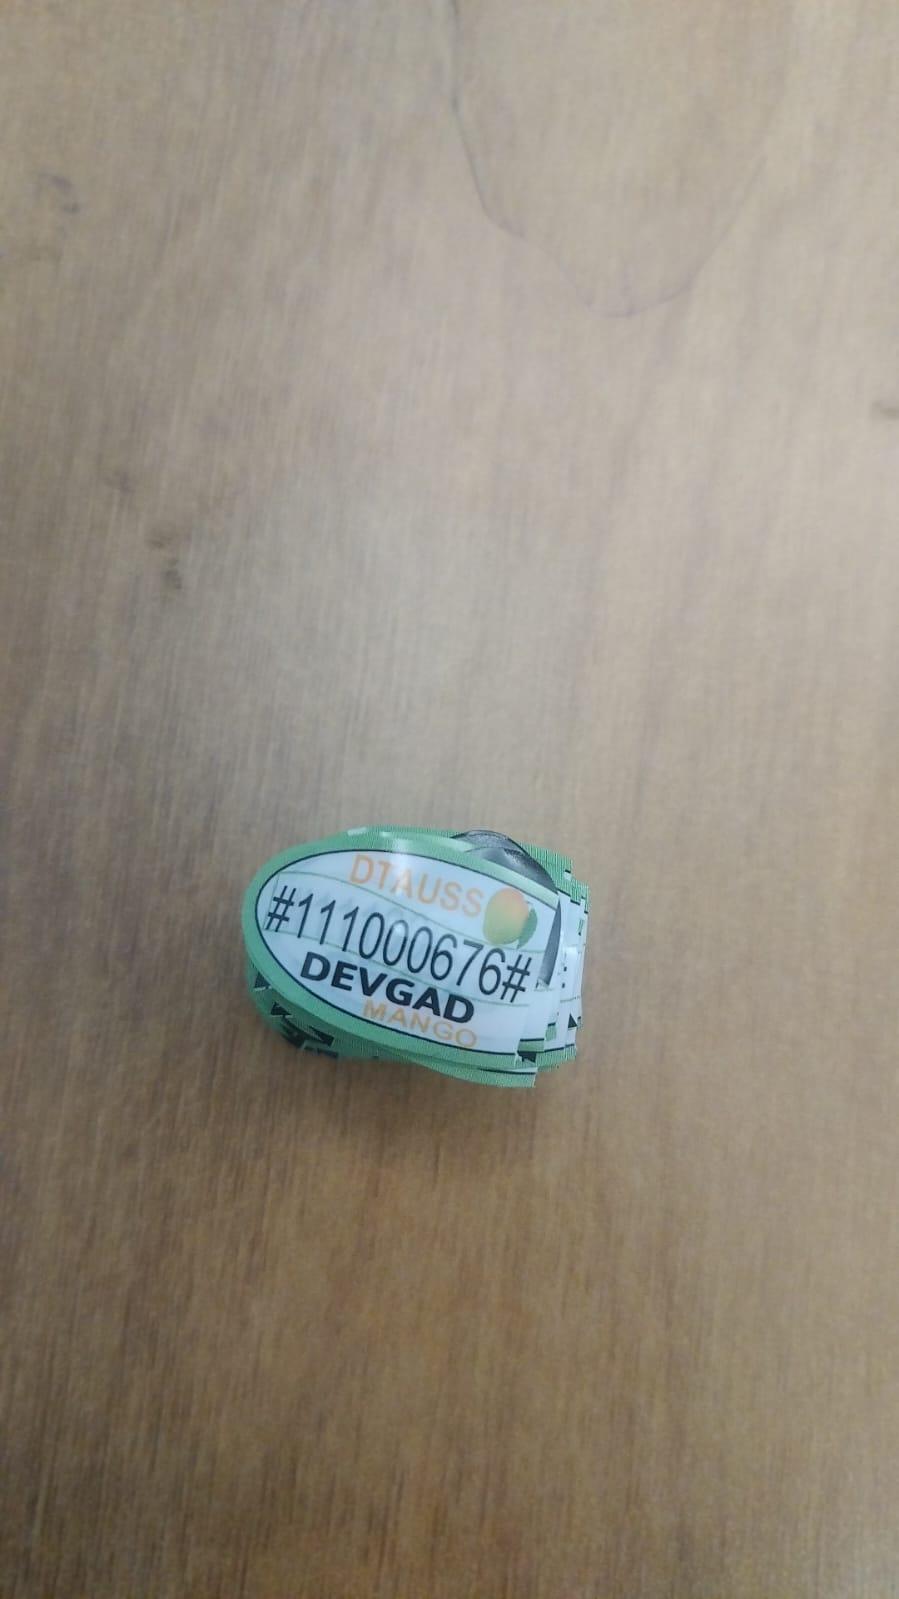 DTAUSS
#111000676#
DEVGAD
MANGO